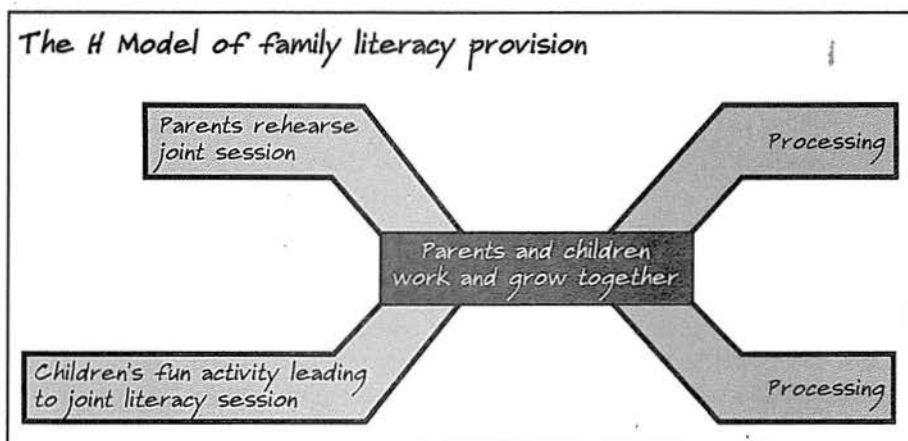 The H Model of family literacy provision
Parents rehearse
joint session
Processing
Parents and children
work and grow together
Children's fun activity leading
to joint literacy session
Processing